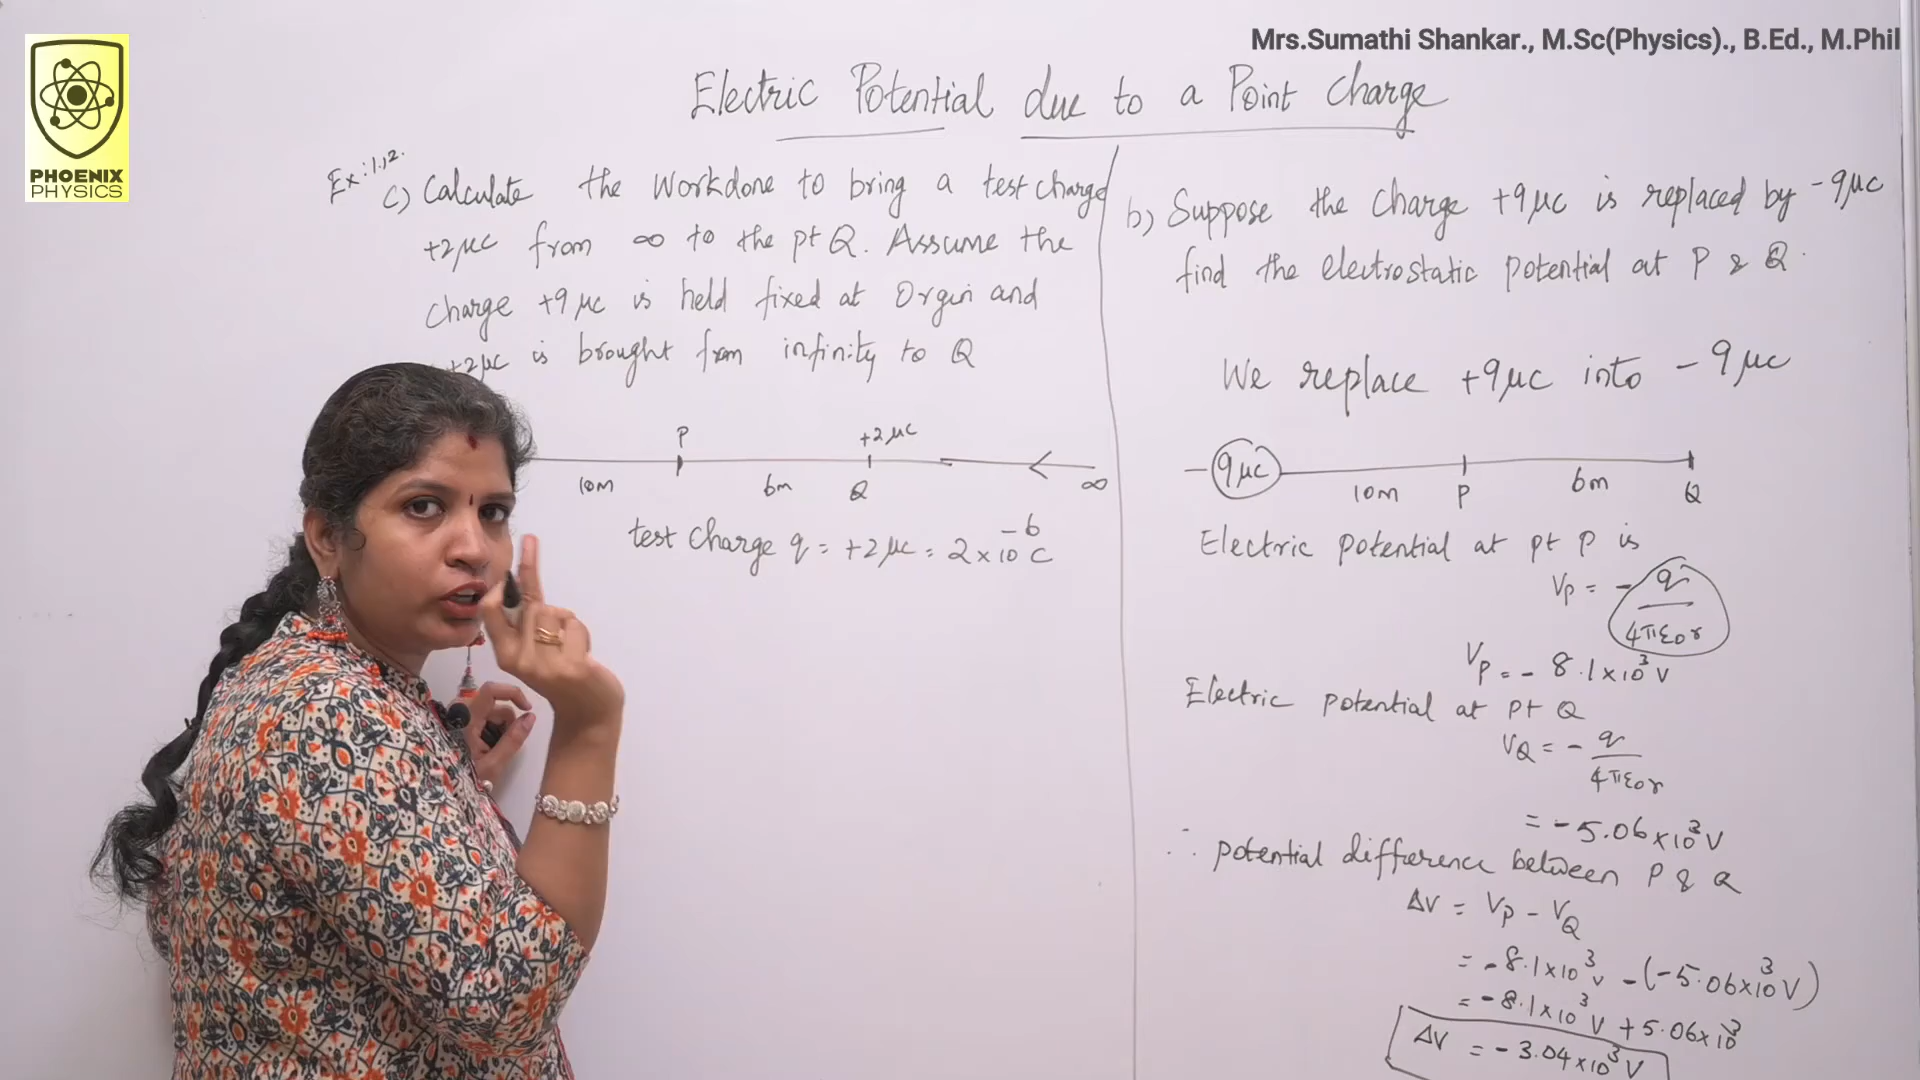 Mrs.Sumathi Shankar., M.Sc(Physics)., B.Ed., M.Phil
PHOENIX
PHYSICS
Electric Potential due to a Point Charge
Ex:1.12.
c) Calculate the workdone to bring a test charge
+2μc from ∞ to the pt Q. Assume the
charge +9μc is held fixed at Orgin and
+2μc is brought from infinity to Q
P
+2μc
10m
6m
Q
∞
test charge q = +2μc = 2×10⁻⁶ C
b) Suppose the charge +9μc is replaced by -9μc
find the electrostatic potential at P & Q.
We replace +9μc into -9μc
-9μc
10m
P
6m
Q
Electric potential at pt P is
Vp = - q/4πε₀r
Vp = - 8.1×10³ V
Electric potential at pt Q
VQ = - q/4πε₀r
= -5.06×10³ V
∴ potential difference between P & Q
ΔV = Vp - VQ
= -8.1×10³ V - (-5.06×10³ V)
= -8.1×10³ V + 5.06×10³
ΔV = -3.04×10³ V